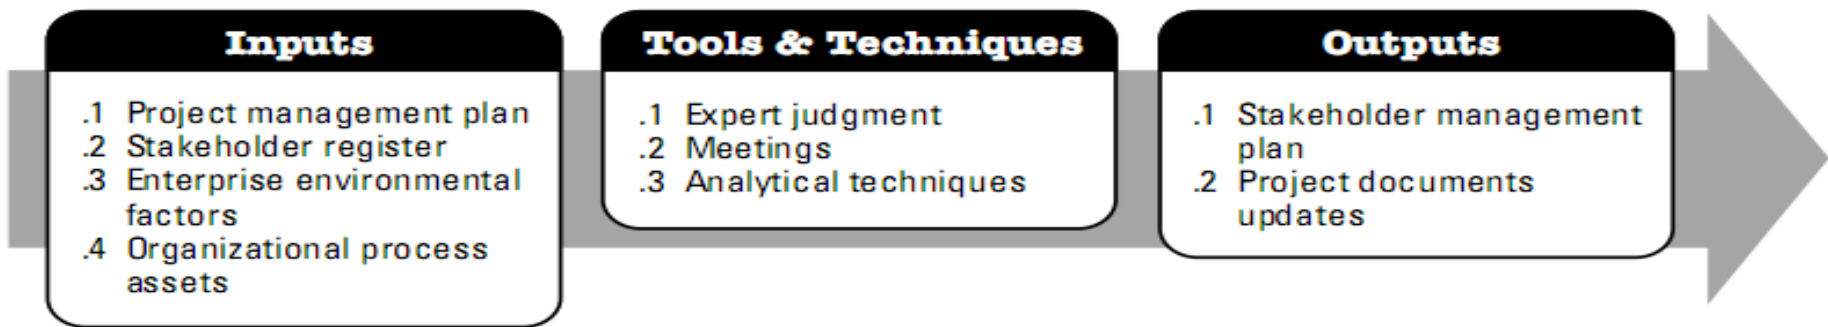 Inputs
.1 Project management plan
.2 Stakeholder register
.3 Enterprise environmental
factors
.4 Organizational process
assets
Tools & Techniques
.1 Expert judgment
.2 Meetings
.3 Analytical techniques
Outputs
.1 Stakeholder management
plan
.2 Project documents
updates